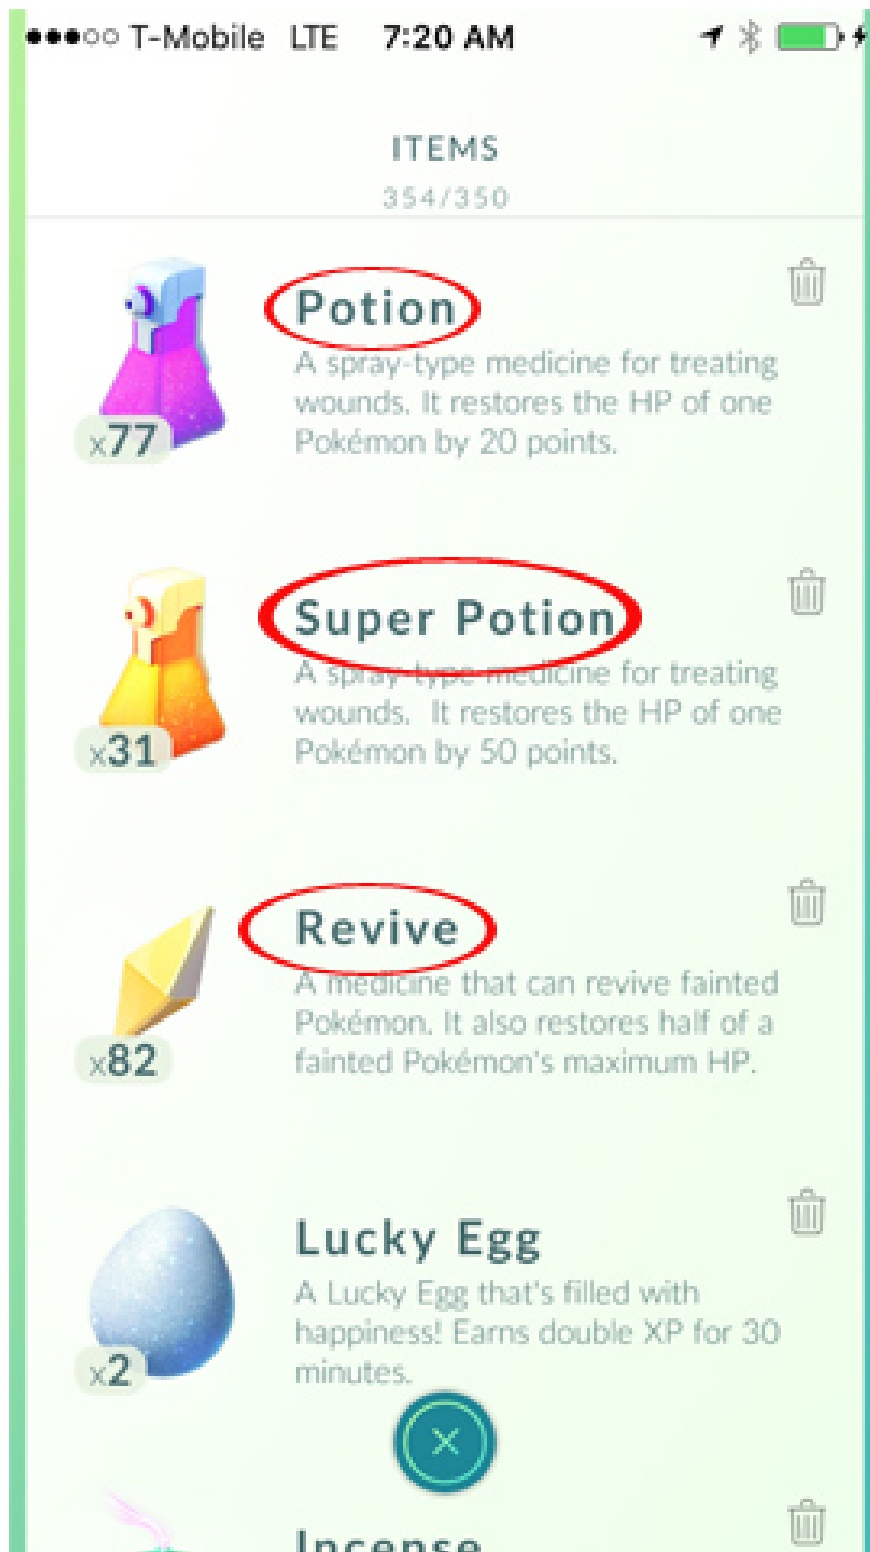 T-Mobile LTE 7:20 AM
ITEMS
354/350
Potion
A spray-type medicine for treating
wounds. It restores the HP of one
Pokémon by 20 points.
x77
Super Potion
A spray-type medicine for treating
wounds. It restores the HP of one
Pokémon by 50 points.
x31
Revive
A medicine that can revive fainted
Pokémon. It also restores half of a
fainted Pokémon's maximum HP.
x82
Lucky Egg
A Lucky Egg that's filled with
happiness! Earns double XP for 30
minutes.
x2
Incense